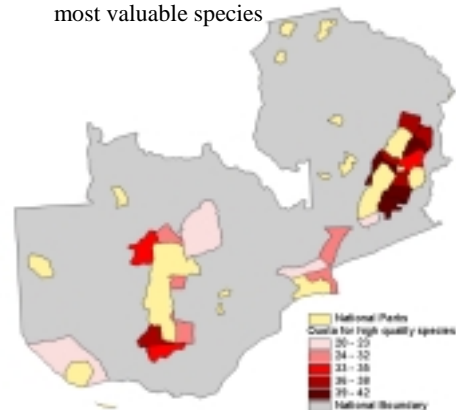 most valuable species
National Parks
Quota for high quality species
20 - 23
24 - 32
33 - 35
36 - 38
39 - 42
National Boundary